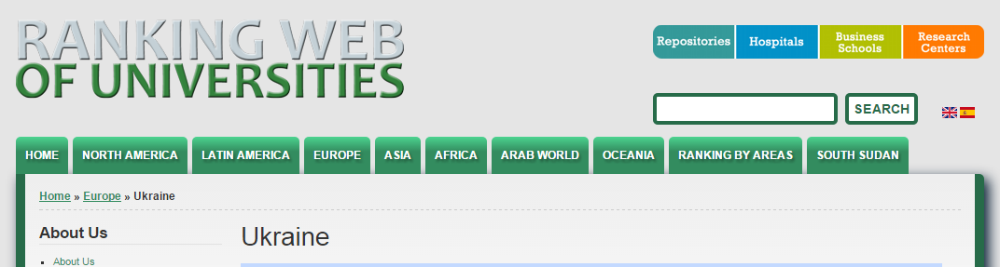 RANKING WEB
OF UNIVERSITIES
Repositories
Hospitals
Business
Schools
Research
Centers
SEARCH
HOME NORTH AMERICA LATIN AMERICA EUROPE ASIA AFRICA ARAB WORLD OCEANIA RANKING BY AREAS SOUTH SUDAN
Home » Europe » Ukraine
About Us
Ukraine
About Us